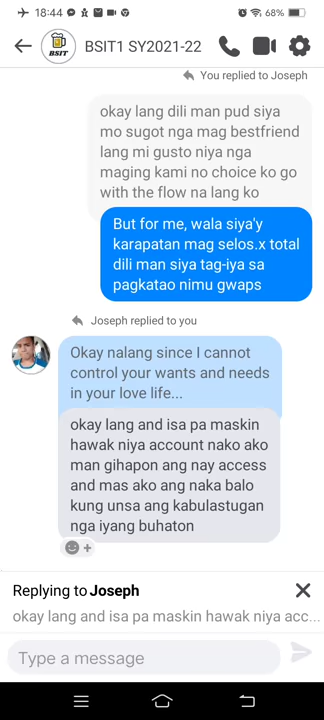 18:44
68%
BSIT
BSIT1 SY2021-22
You replied to Joseph
okay lang dili man pud siya
mo sugot nga mag bestfriend
lang mi gusto niya nga
maging kami no choice ko go
with the flow na lang ko
But for me, wala siya'y
karapatan mag selos.x total
dili man siya tag-iya sa
pagkatao nimu gwaps
Joseph replied to you
Okay nalang since I cannot
control your wants and needs
in your love life...
okay lang and isa pa maskin
hawak niya account nako ako
man gihapon ang nay access
and mas ako ang naka balo
kung unsa ang kabulastugan
nga iyang buhaton
Replying to Joseph
okay lang and isa pa maskin hawak niya acc...
Type a message